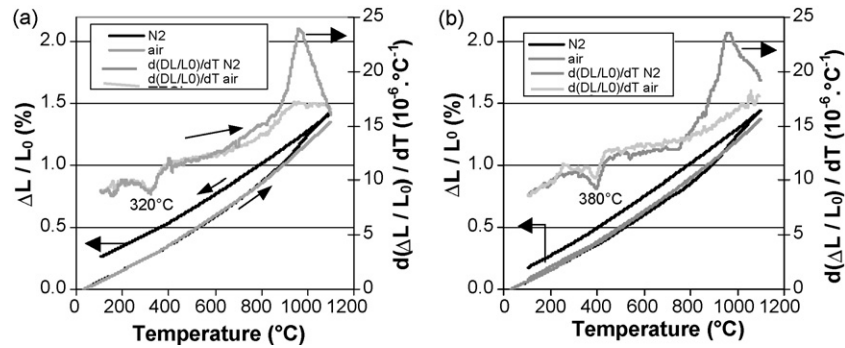 (a)
N2
air
d(DL/L0)/dT N2
d(DL/L0)/dT air
2.0
1.5
1.0
0.5
0.0
ΔL / L0 (%)
25
20
15
10
5
0
d(ΔL / L0) / dT (10-6.°C-1)
320°C
0 200 400 600 800 1000 1200
Temperature (°C)
(b)
N2
air
d(DL/L0)/dT N2
d(DL/L0)/dT air
2.0
1.5
1.0
0.5
0.0
ΔL / L0 (%)
25
20
15
10
5
0
d(ΔL / L0) / dT (10-6.°C-1)
380°C
0 200 400 600 800 1000 1200
Temperature (°C)